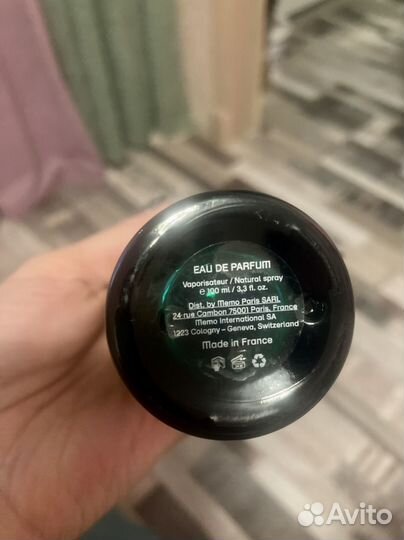 EAU DE PARFUM
Vaporisateur / Natural spray
℮ 100 ml / 3,3 fl. oz.
Dist. by Memo Paris SARL
24 rue Cambon 75001 Paris, France
Memo International SA
1223 Cologny - Geneva, Switzerland
Made in France
Avito